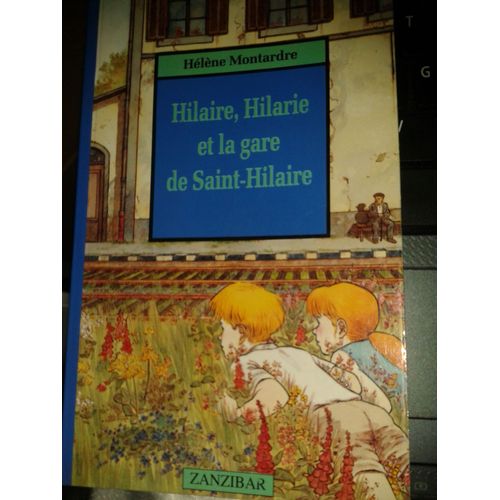 Hélène Montardre
Hilaire, Hilarie
et la gare
de Saint-Hilaire
ZANZIBAR
T
G